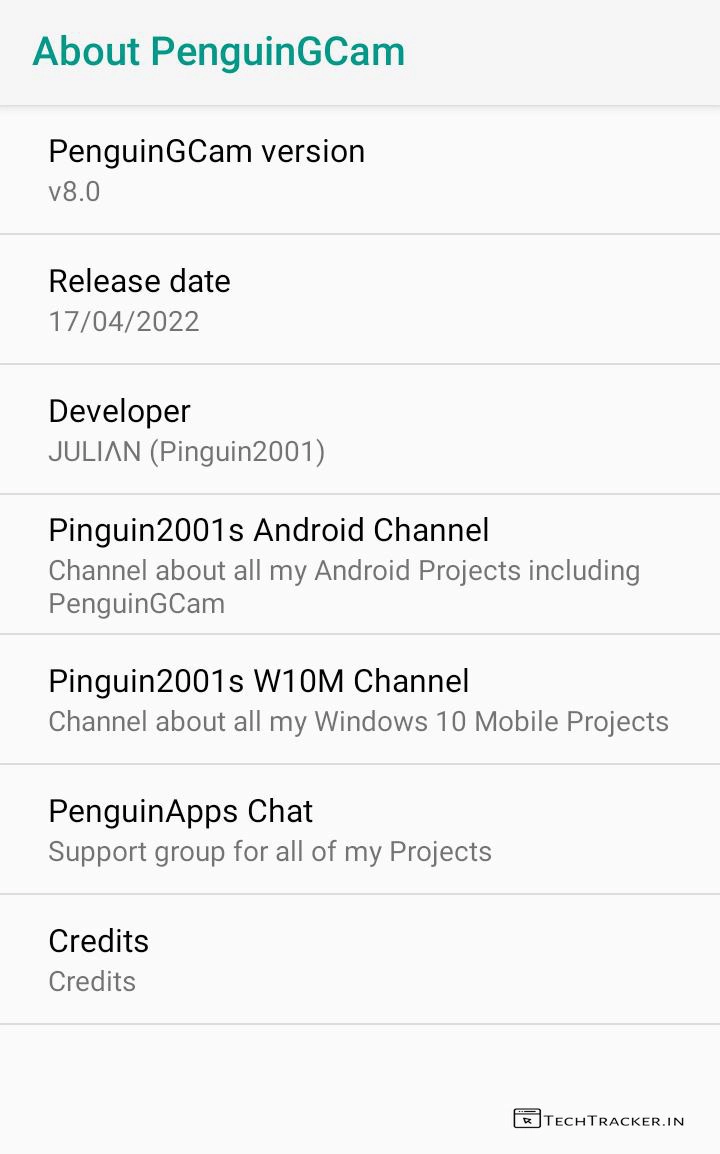 About PenguinGCam
PenguinGCam version
v8.0
Release date
17/04/2022
Developer
JULIΛN (Pinguin2001)
Pinguin2001s Android Channel
Channel about all my Android Projects including
PenguinGCam
Pinguin2001s W10M Channel
Channel about all my Windows 10 Mobile Projects
PenguinApps Chat
Support group for all of my Projects
Credits
Credits
TECHTRACKER.IN